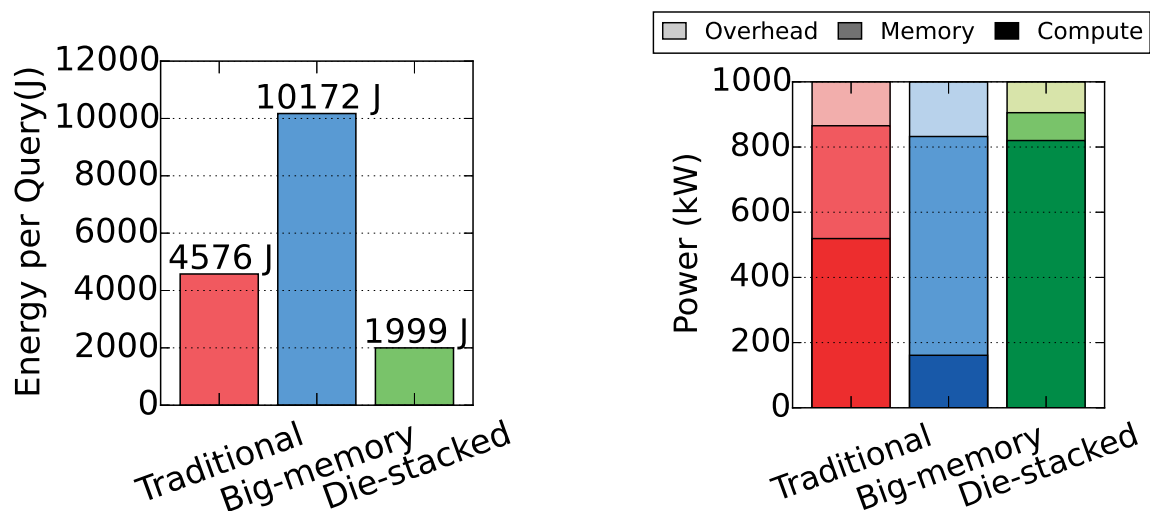 Energy per Query(J)
12000
10000
8000
6000
4000
2000
0
4576 J
10172 J
1999 J
Traditional
Big-memory
Die-stacked
Overhead Memory Compute
Power (kW)
1000
800
600
400
200
0
Traditional
Big-memory
Die-stacked